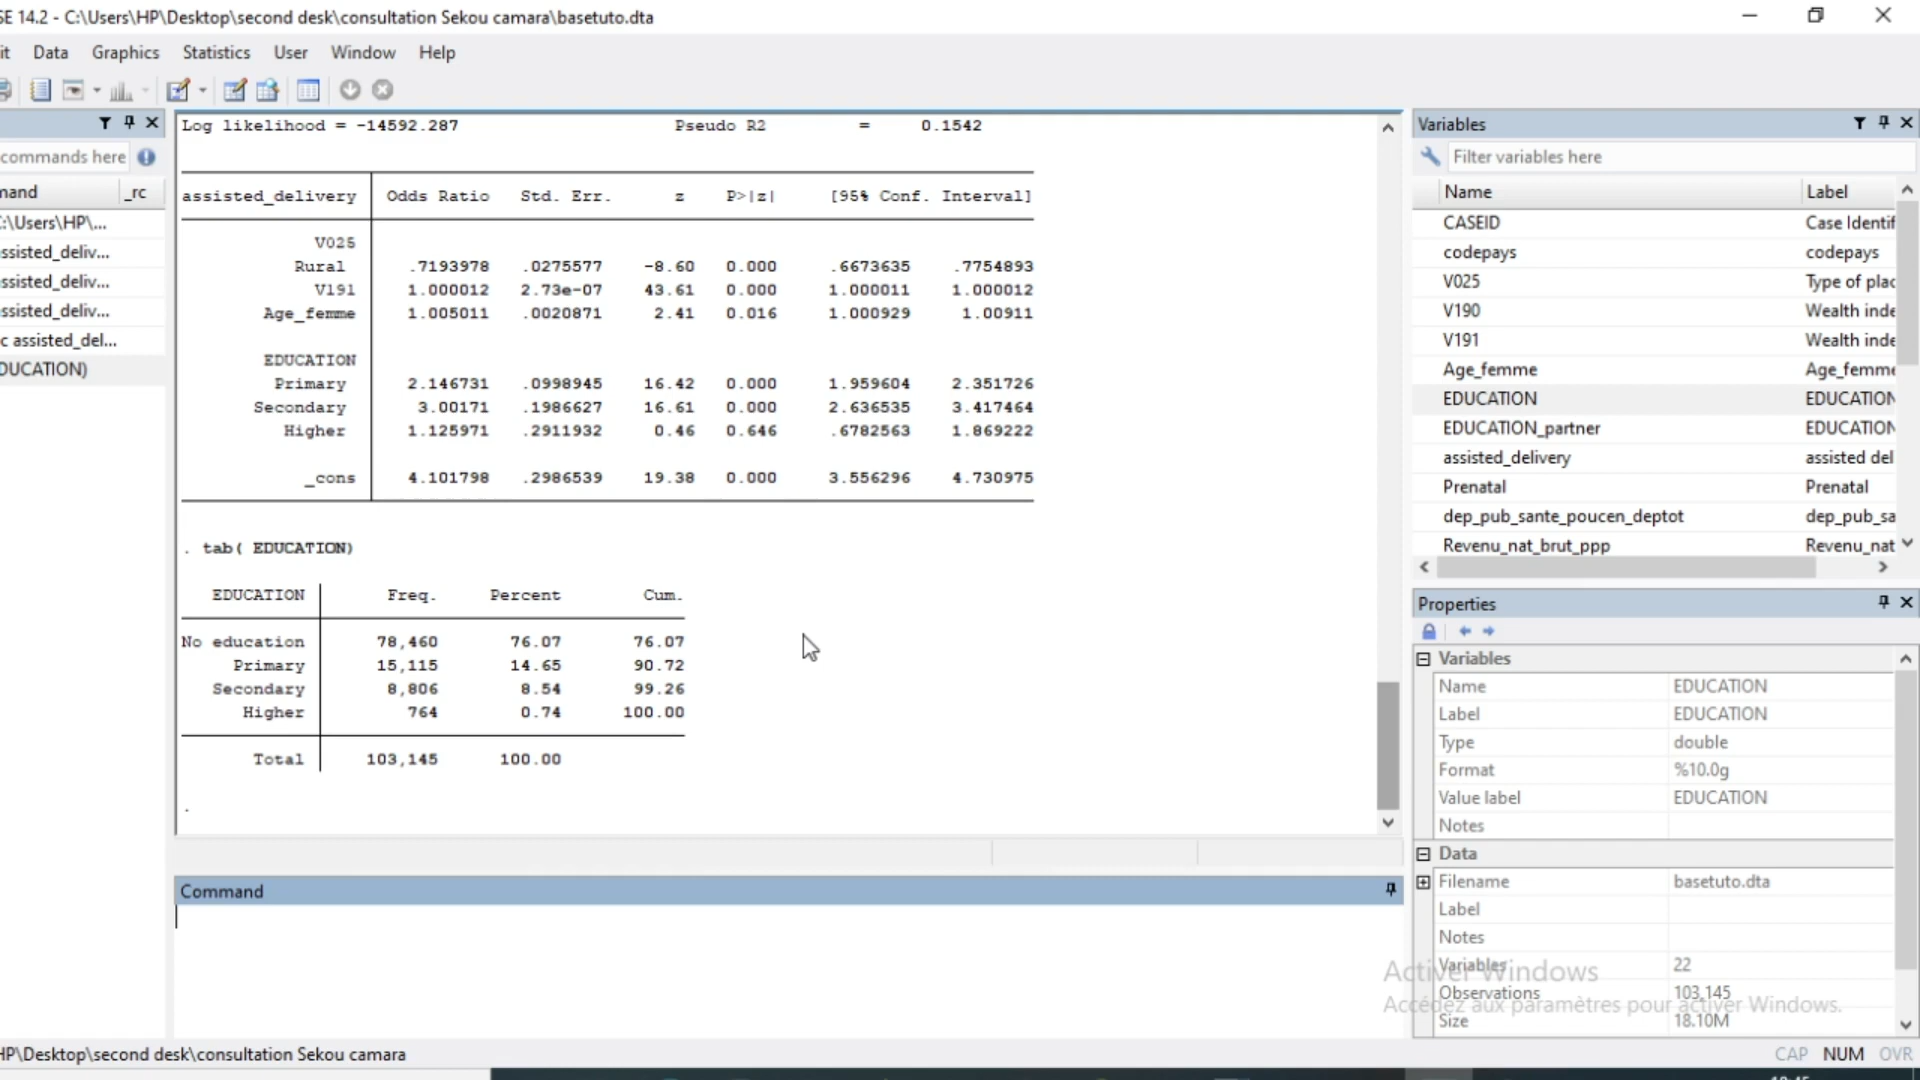 SE 14.2 - C:\Users\HP\Desktop\second desk\consultation Sekou camara\basetuto.dta
it Data Graphics Statistics User Window Help
commands here
mand _rc
C:\Users\HP\...
ssisted_deliv...
ssisted_deliv...
ssisted_deliv...
c assisted_del...
DUCATION)
Log likelihood = -14592.287 Pseudo R2 = 0.1542
assisted_delivery Odds Ratio Std. Err. z P>|z| [95% Conf. Interval]
V025
Rural .7193978 .0275577 -8.60 0.000 .6673635 .7754893
V191 1.000012 2.73e-07 43.61 0.000 1.000011 1.000012
Age_femme 1.005011 .0020871 2.41 0.016 1.000929 1.00911
EDUCATION
Primary 2.146731 .0998945 16.42 0.000 1.959604 2.351726
Secondary 3.00171 .1986627 16.61 0.000 2.636535 3.417464
Higher 1.125971 .2911932 0.46 0.646 .6782563 1.869222
_cons 4.101798 .2986539 19.38 0.000 3.556296 4.730975
. tab( EDUCATION)
EDUCATION Freq. Percent Cum.
No education 78,460 76.07 76.07
Primary 15,115 14.65 90.72
Secondary 8,806 8.54 99.26
Higher 764 0.74 100.00
Total 103,145 100.00
.
Command
Variables
Filter variables here
Name Label
CASEID Case Identif
codepays codepays
V025 Type of plac
V190 Wealth inde
V191 Wealth inde
Age_femme Age_femme
EDUCATION EDUCATION
EDUCATION_partner EDUCATION
assisted_delivery assisted del
Prenatal Prenatal
dep_pub_sante_poucen_deptot dep_pub_sa
Revenu_nat_brut_ppp Revenu_nat
Properties
Variables
Name EDUCATION
Label EDUCATION
Type double
Format %10.0g
Value label EDUCATION
Notes
Data
Filename basetuto.dta
Label
Notes
Variables 22
Observations 103,145
Size 18.10M
Activer Windows
Accédez aux paramètres pour activer Windows.
HP\Desktop\second desk\consultation Sekou camara
CAP NUM OVR